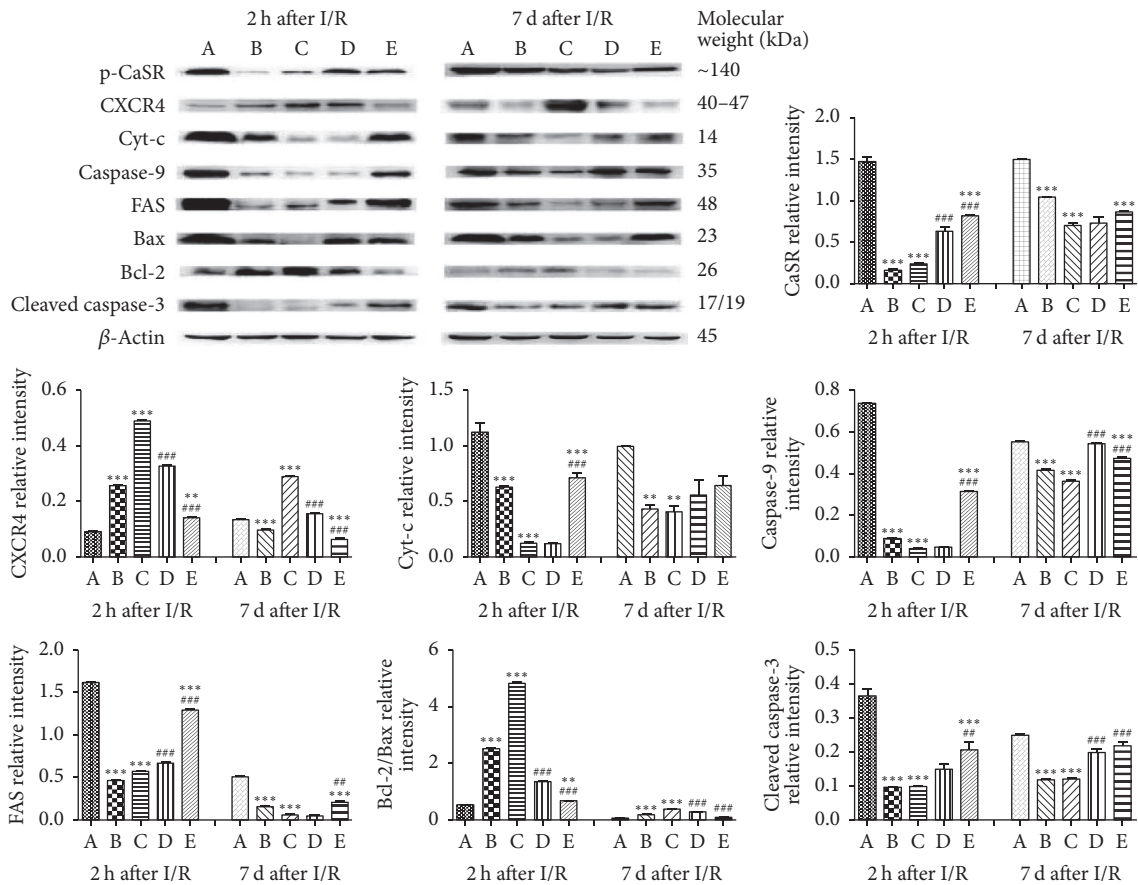 2 h after I/R
7 d after I/R
Molecular
weight (kDa)
A B C D E
A B C D E
p-CaSR
~140
CXCR4
40–47
Cyt-c
14
Caspase-9
35
FAS
48
Bax
23
Bcl-2
26
Cleaved caspase-3
17/19
β-Actin
45
CaSR relative intensity
2.0
1.5
1.0
0.5
0.0
*** *** ### ***
###
*** *** ***
A B C D E A B C D E
2 h after I/R 7 d after I/R
CXCR4 relative intensity
0.6
0.4
0.2
0.0
*** *** ### **
###
*** *** ### ***
###
A B C D E A B C D E
2 h after I/R 7 d after I/R
Cyt-c relative intensity
1.5
1.0
0.5
0.0
*** *** ***
###
** **
A B C D E A B C D E
2 h after I/R 7 d after I/R
Caspase-9 relative
intensity
0.8
0.6
0.4
0.2
0.0
*** *** ***
###
*** *** ### ***
###
A B C D E A B C D E
2 h after I/R 7 d after I/R
FAS relative intensity
2.0
1.5
1.0
0.5
0.0
*** *** ### ***
###
*** *** ##
***
A B C D E A B C D E
2 h after I/R 7 d after I/R
Bcl-2/Bax relative
intensity
6
4
2
0
*** *** ### **
###
*** *** ### ###
A B C D E A B C D E
2 h after I/R 7 d after I/R
Cleaved caspase-3
relative intensity
0.5
0.4
0.3
0.2
0.1
0.0
*** *** ***
##
*** *** ### ###
A B C D E A B C D E
2 h after I/R 7 d after I/R